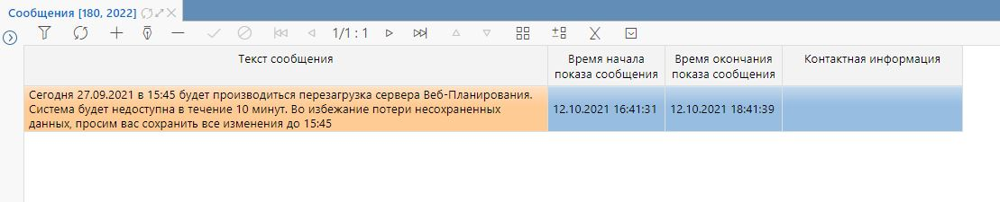 Сообщения [180, 2022]
1/1 : 1
Текст сообщения
Время начала
показа сообщения
Время окончания
показа сообщения
Контактная информация
Сегодня 27.09.2021 в 15:45 будет производиться перезагрузка сервера Веб-Планирования.
Система будет недоступна в течение 10 минут. Во избежание потери несохраненных
данных, просим вас сохранить все изменения до 15:45
12.10.2021 16:41:31
12.10.2021 18:41:39